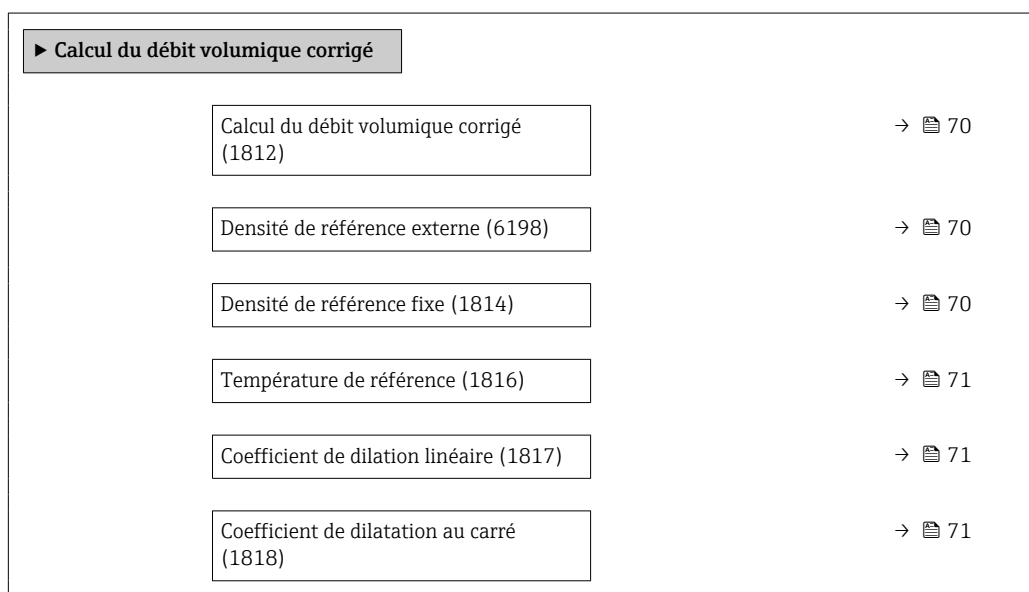 ▶ Calcul du débit volumique corrigé
Calcul du débit volumique corrigé
(1812)
→ 70
Densité de référence externe (6198)
→ 70
Densité de référence fixe (1814)
→ 70
Température de référence (1816)
→ 71
Coefficient de dilation linéaire (1817)
→ 71
Coefficient de dilatation au carré
(1818)
→ 71